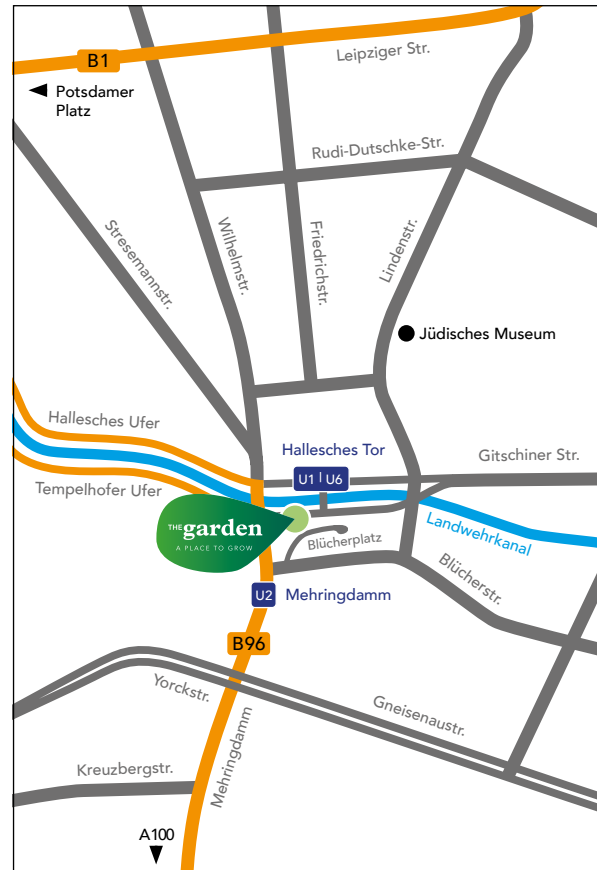 B1
Leipziger Str.
Potsdamer
Platz
Rudi-Dutschke-Str.
Stresemannstr.
Wilhelmstr.
Friedrichstr.
Lindenstr.
Jüdisches Museum
Hallesches Ufer
Hallesches Tor
Gitschiner Str.
U1 | U6
Tempelhofer Ufer
THE garden
A PLACE TO GROW
Landwehrkanal
Blücherplatz
Blücherstr.
U2 Mehringdamm
B96
Yorckstr.
Gneisenaustr.
Mehringdamm
Kreuzbergstr.
A100